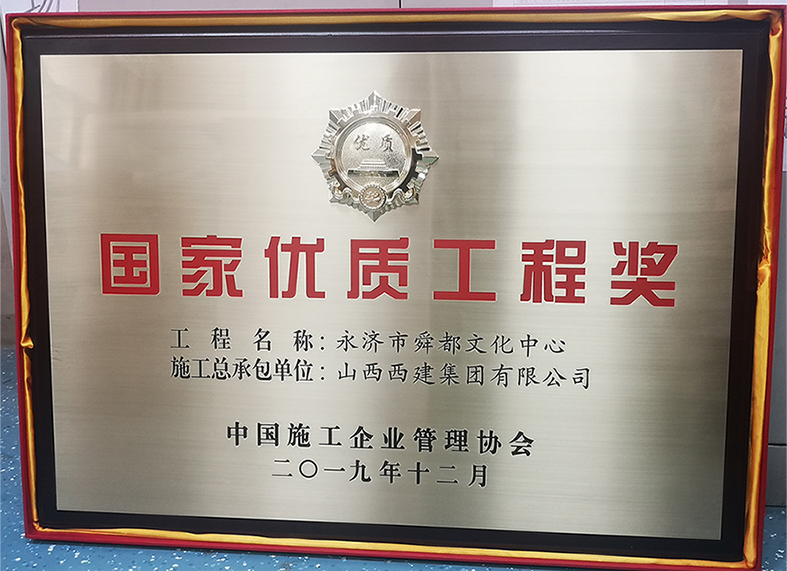 优质
国家优质工程奖
工程名称：永济市舜都文化中心
施工总承包单位：山西西建集团有限公司
中国施工企业管理协会
二〇一九年十二月